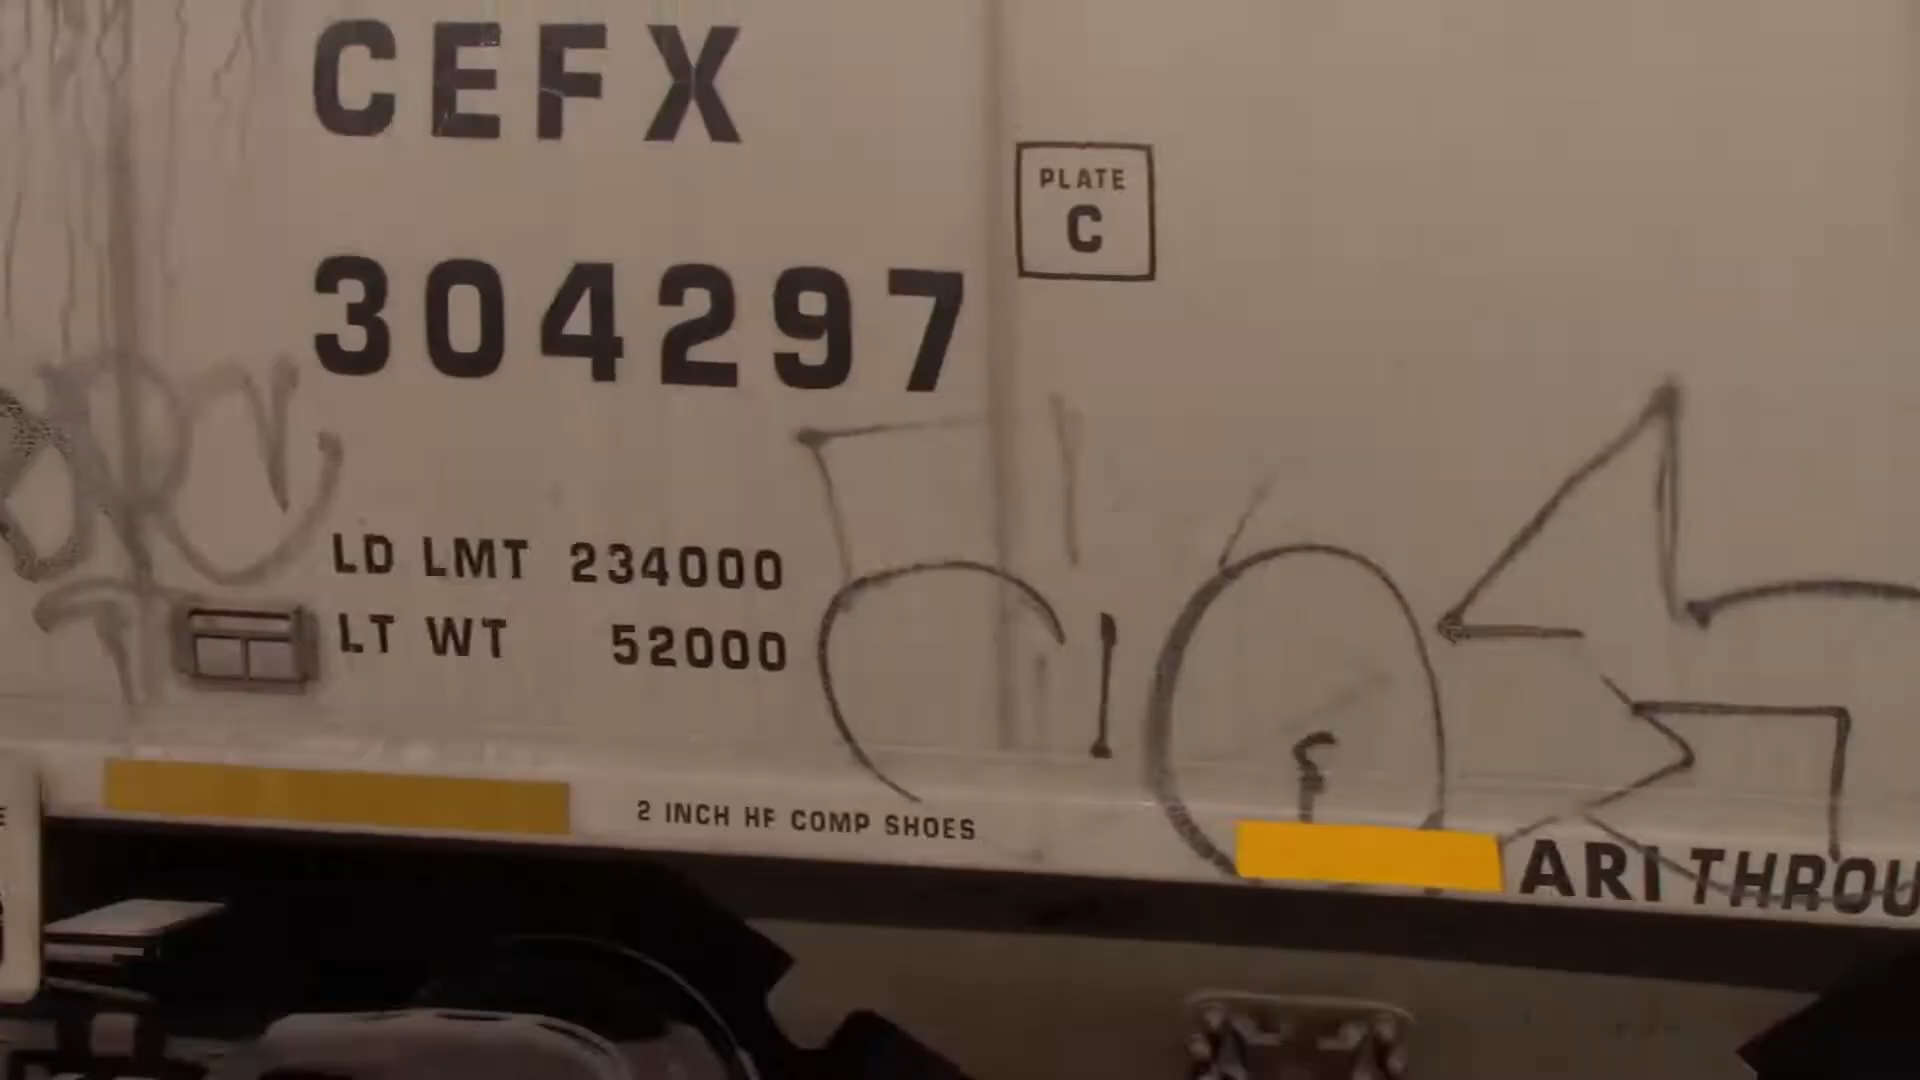 CEFX
PLATE
C
304297
LD LMT 234000
LT WT 52000
2 INCH HF COMP SHOES
ARI THROU